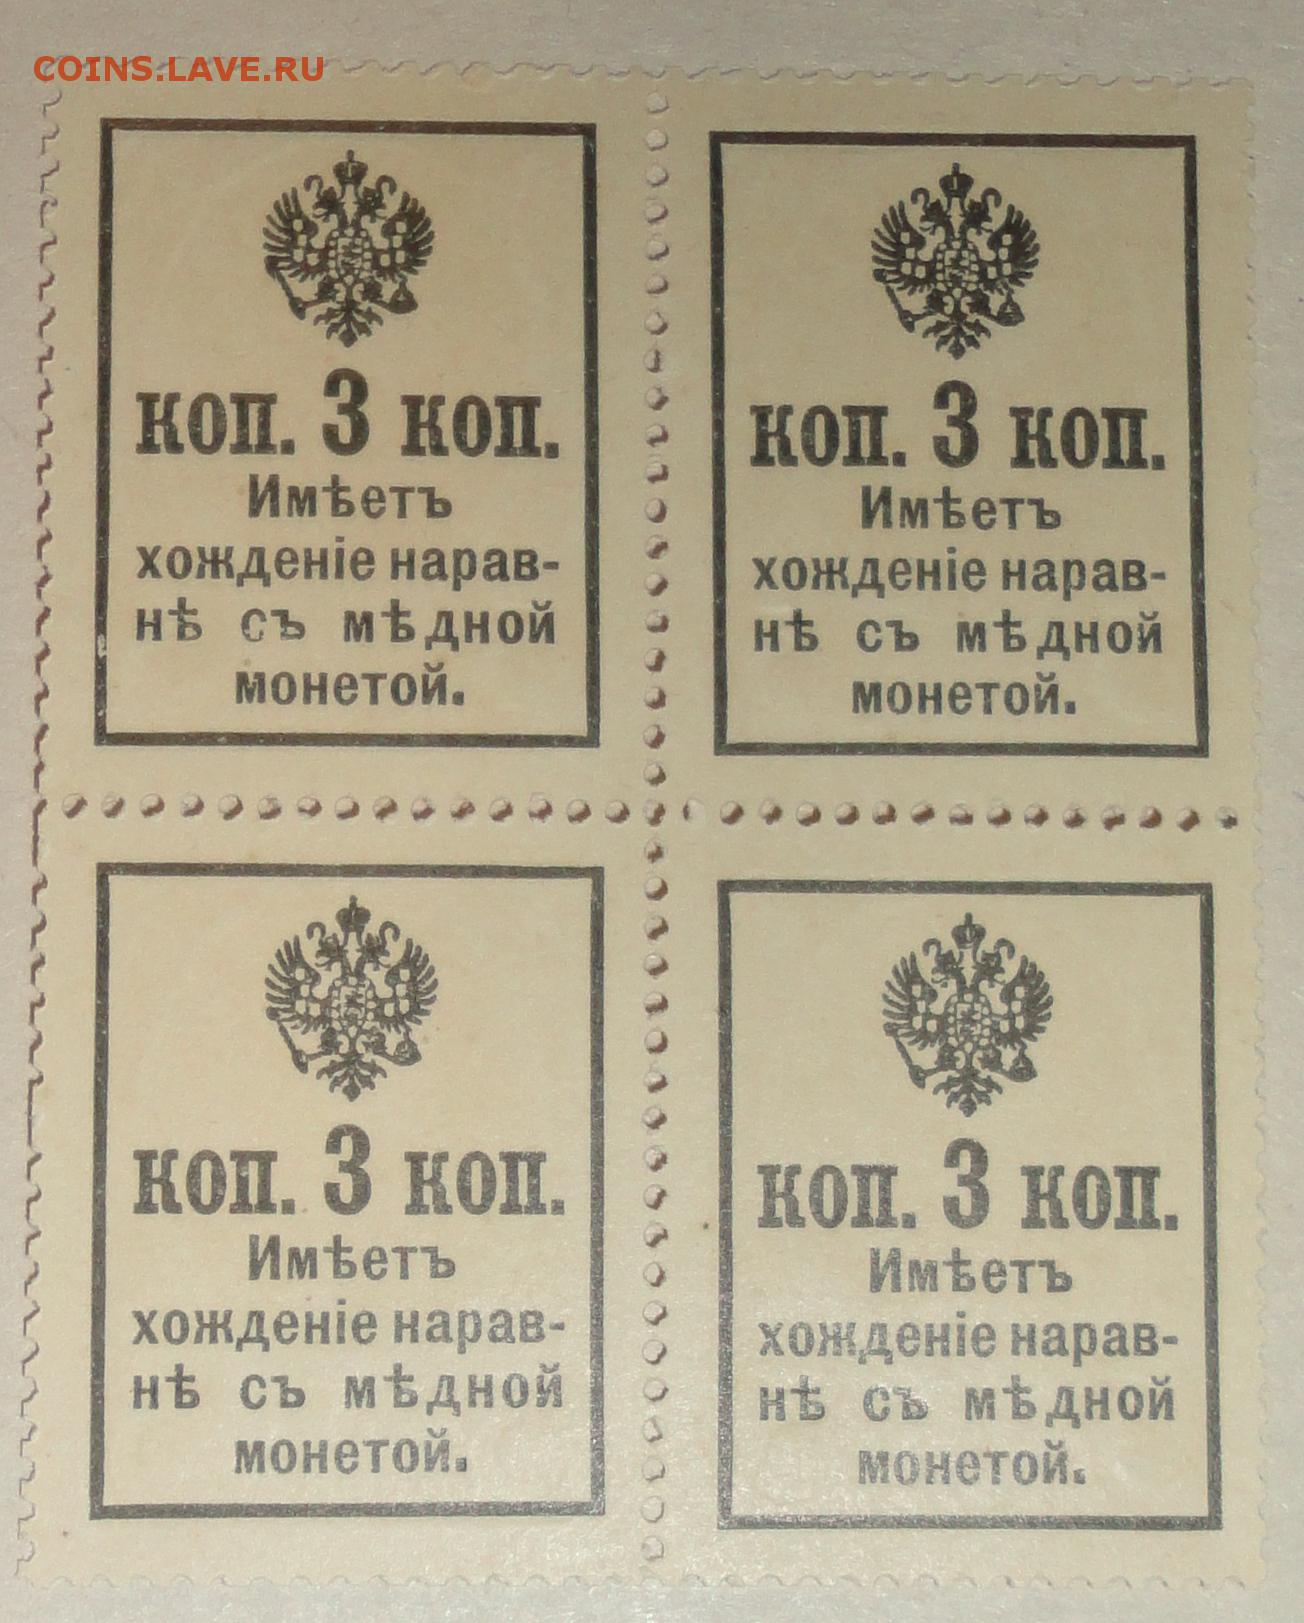 COINS.LAVE.RU
КОП. 3 КОП.
Имѣетъ
хожденіе нарав-
нѣ съ мѣдной
монетой.
КОП. 3 КОП.
Имѣетъ
хожденіе нарав-
нѣ съ мѣдной
монетой.
КОП. 3 КОП.
Имѣетъ
хожденіе нарав-
нѣ съ мѣдной
монетой.
КОП. 3 КОП.
Имѣетъ
хожденіе нарав-
нѣ съ мѣдной
монетой.